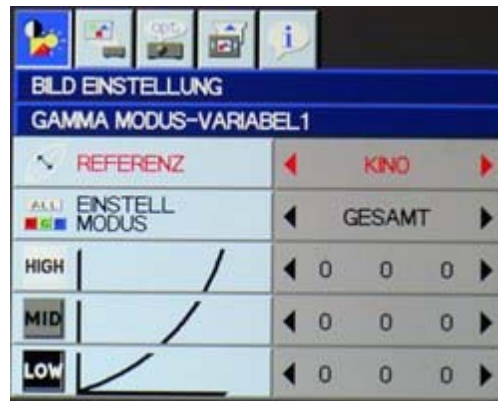 opt.
i
BILD EINSTELLUNG
GAMMA MODUS-VARIABEL1
REFERENZ KINO
ALL
G
EINSTELL
MODUS
GESAMT
HIGH 0 0 0
MID 0 0 0
LOW 0 0 0